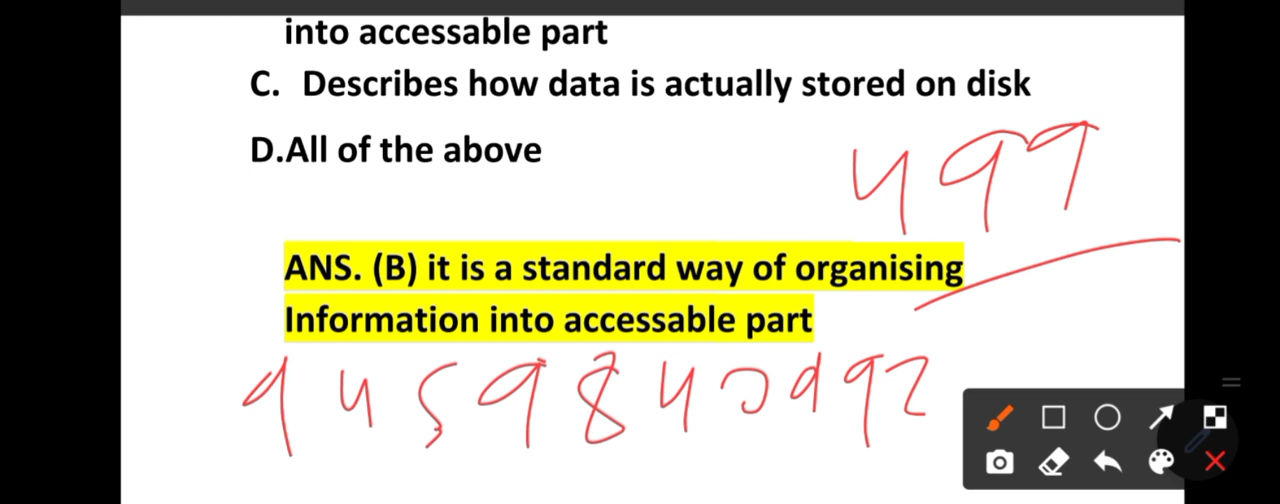 into accessable part
C. Describes how data is actually stored on disk
D.All of the above
499
ANS. (B) it is a standard way of organising
Information into accessable part
9459840992